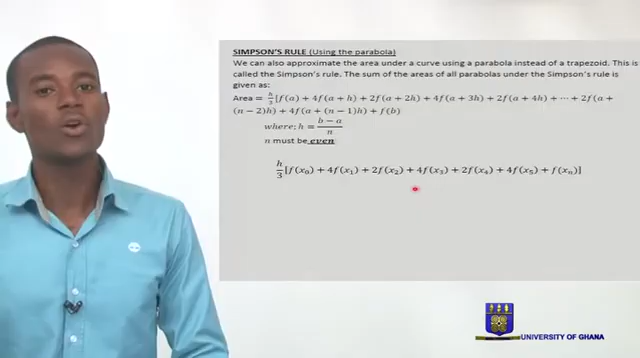 SIMPSON'S RULE (Using the parabola)
We can also approximate the area under a curve using a parabola instead of a trapezoid. This is
called the Simpson's rule. The sum of the areas of all parabolas under the Simpson's rule is
given as:
Area = h/3 [f(a) + 4f(a + h) + 2f(a + 2h) + 4f(a + 3h) + 2f(a + 4h) + ⋯ + 2f(a +
(n − 2)h) + 4f(a + (n − 1)h) + f(b)
where; h = b − a / n
n must be even
h/3 [f(x₀) + 4f(x₁) + 2f(x₂) + 4f(x₃) + 2f(x₄) + 4f(x₅) + f(xₙ)]
UNIVERSITY OF GHANA